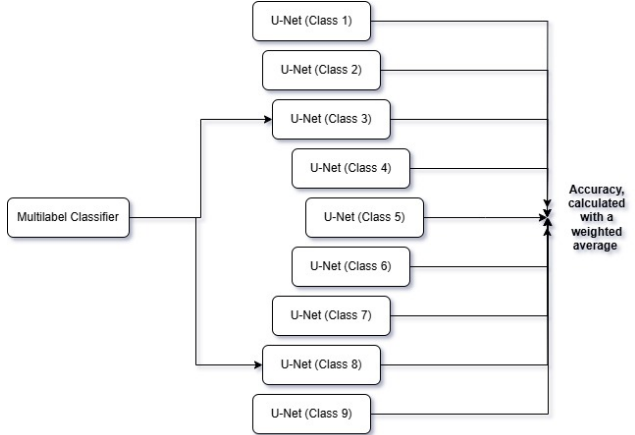 U-Net (Class 1)
U-Net (Class 2)
U-Net (Class 3)
U-Net (Class 4)
Multilabel Classifier
U-Net (Class 5)
U-Net (Class 6)
U-Net (Class 7)
U-Net (Class 8)
U-Net (Class 9)
Accuracy,
calculated
with a
weighted
average